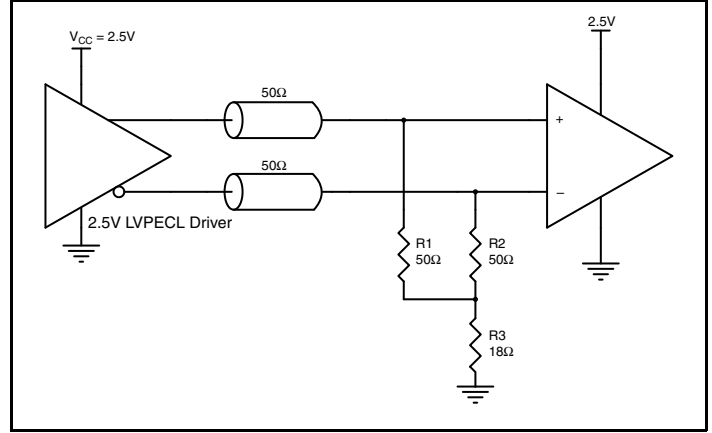 V_CC = 2.5V
2.5V
50Ω
+
50Ω
−
2.5V LVPECL Driver
R1
50Ω
R2
50Ω
R3
18Ω